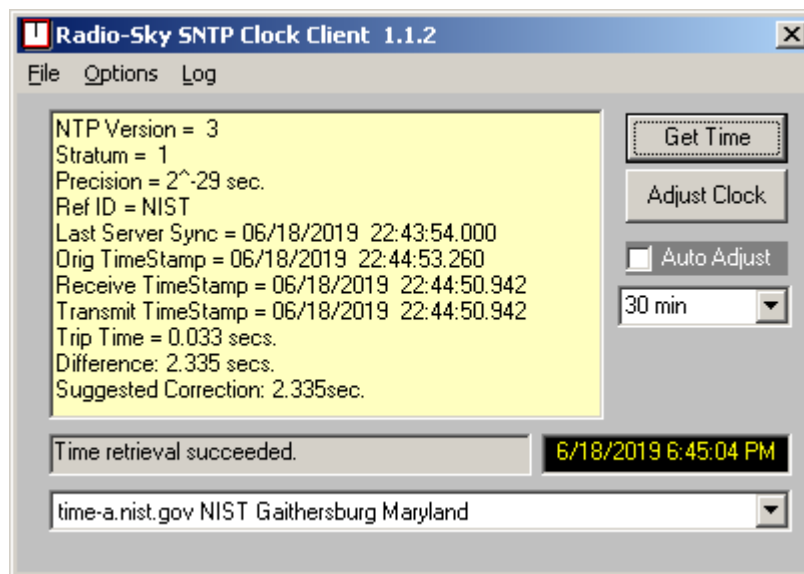 Radio-Sky SNTP Clock Client 1.1.2
File Options Log
NTP Version = 3
Stratum = 1
Precision = 2^-29 sec.
Ref ID = NIST
Last Server Sync = 06/18/2019 22:43:54.000
Orig TimeStamp = 06/18/2019 22:44:53.260
Receive TimeStamp = 06/18/2019 22:44:50.942
Transmit TimeStamp = 06/18/2019 22:44:50.942
Trip Time = 0.033 secs.
Difference: 2.335 secs.
Suggested Correction: 2.335sec.
Get Time
Adjust Clock
Auto Adjust
30 min
Time retrieval succeeded.
6/18/2019 6:45:04 PM
time-a.nist.gov NIST Gaithersburg Maryland